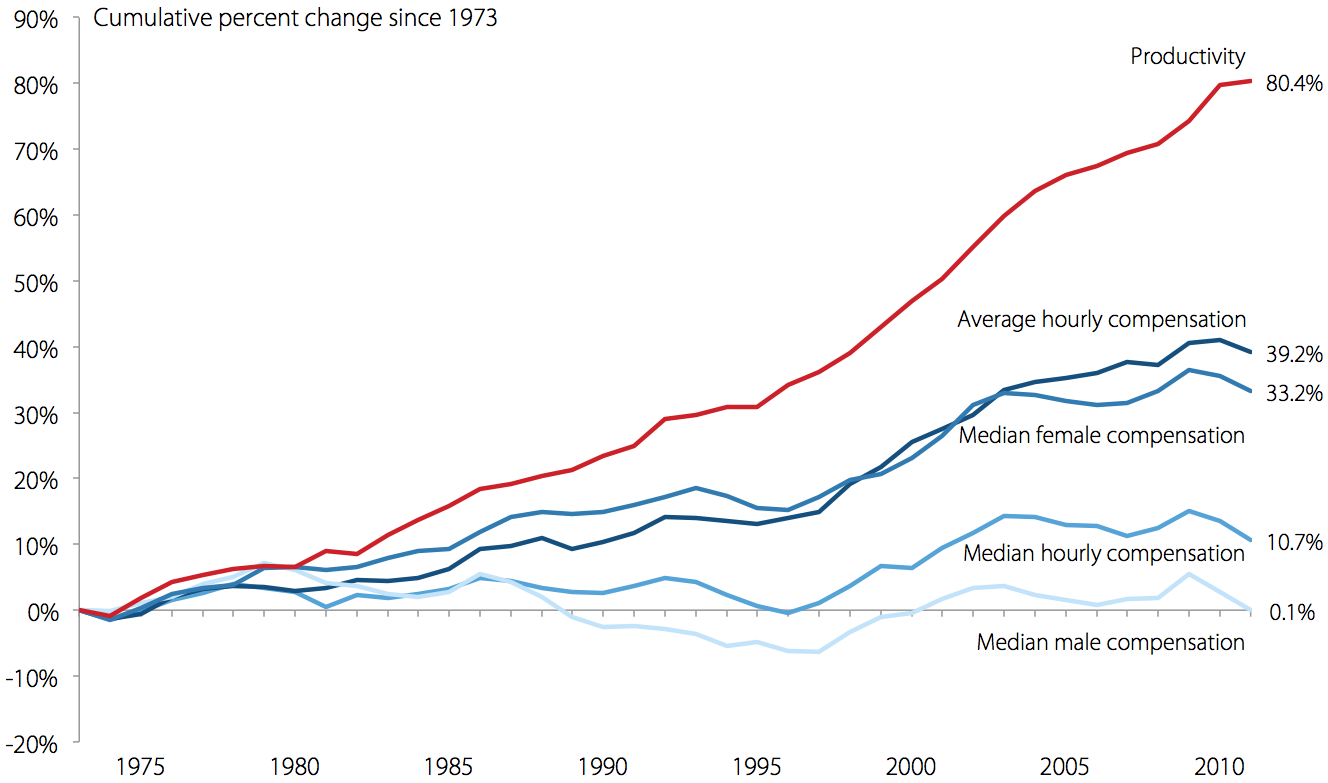 90%
Cumulative percent change since 1973
Productivity
80%
80.4%
70%
60%
50%
Average hourly compensation
40%
39.2%
33.2%
30%
Median female compensation
20%
10%
10.7%
Median hourly compensation
0%
0.1%
Median male compensation
-10%
-20%
1975 1980 1985 1990 1995 2000 2005 2010